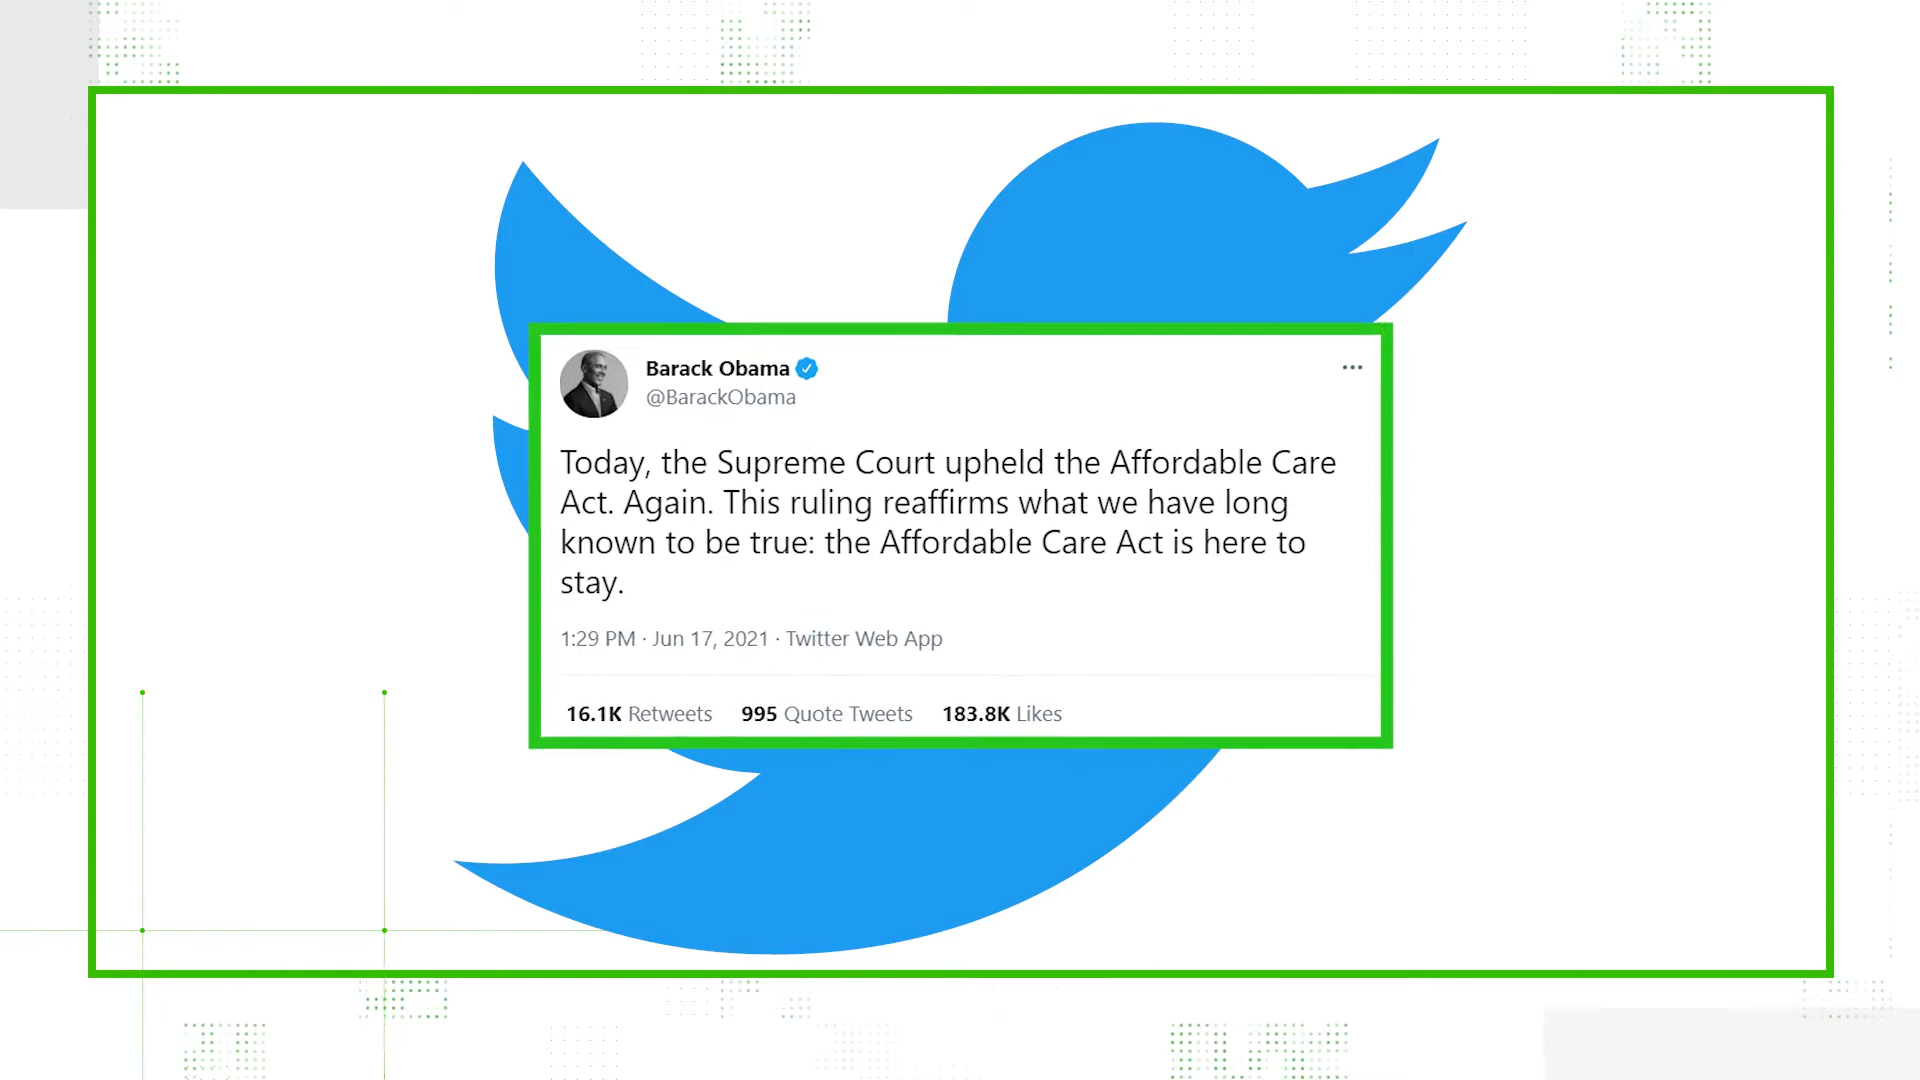 Barack Obama
@BarackObama
Today, the Supreme Court upheld the Affordable Care
Act. Again. This ruling reaffirms what we have long
known to be true: the Affordable Care Act is here to
stay.
1:29 PM · Jun 17, 2021 · Twitter Web App
16.1K Retweets 995 Quote Tweets 183.8K Likes